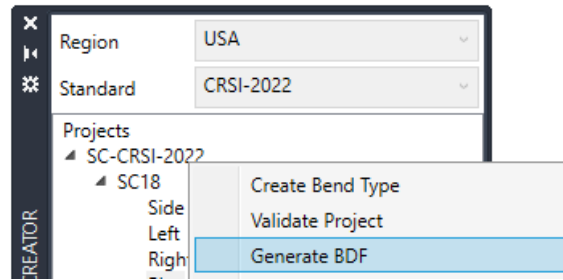 Region USA
Standard CRSI-2022
Projects
SC-CRSI-2022
SC18
Create Bend Type
Side
Validate Project
Left
Generate BDF
Righ
CREATOR